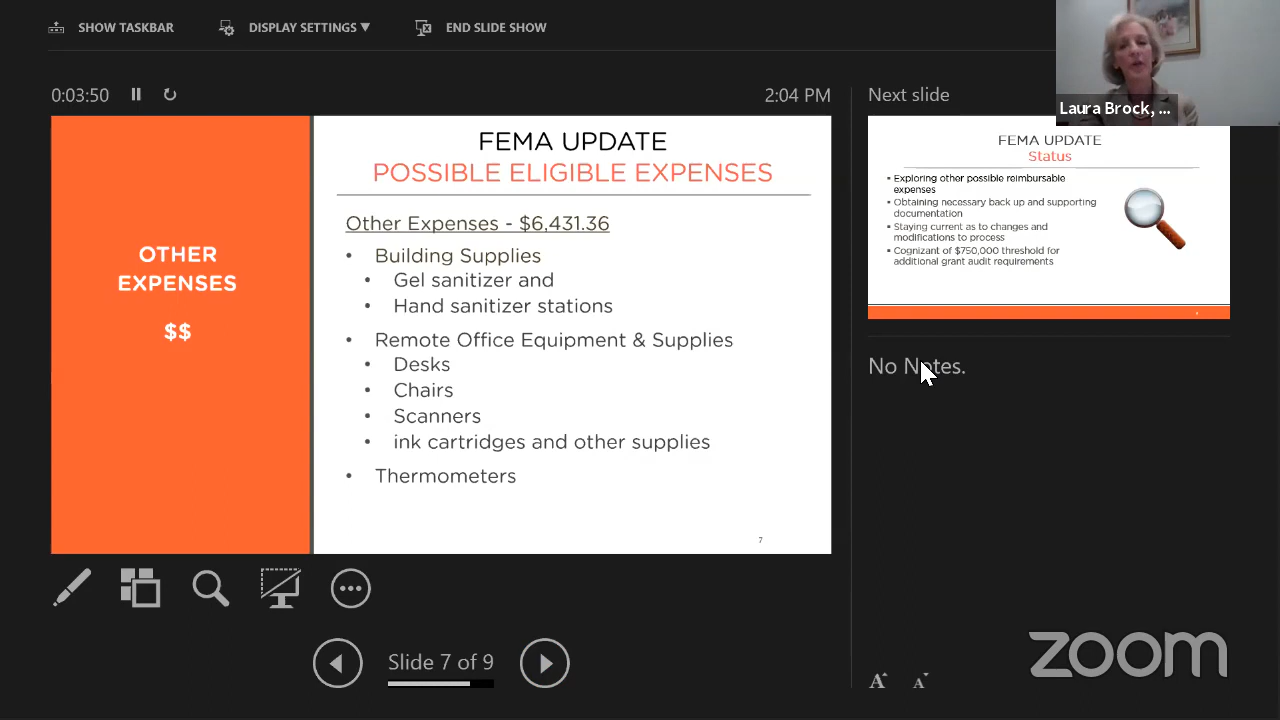 SHOW TASKBAR
DISPLAY SETTINGS ▼
END SLIDE SHOW
0:03:50
2:04 PM
Next slide
Laura Brock, ...
OTHER
EXPENSES
$$
FEMA UPDATE
POSSIBLE ELIGIBLE EXPENSES
Other Expenses - $6,431.36
• Building Supplies
• Gel sanitizer and
• Hand sanitizer stations
• Remote Office Equipment & Supplies
• Desks
• Chairs
• Scanners
• ink cartridges and other supplies
• Thermometers
7
FEMA UPDATE
Status
▪ Exploring other possible reimbursable
expenses
▪ Obtaining necessary back up and supporting
documentation
▪ Staying current as to changes and
modifications to process
▪ Cognizant of $750,000 threshold for
additional grant audit requirements
No Notes.
Slide 7 of 9
A A
zoom